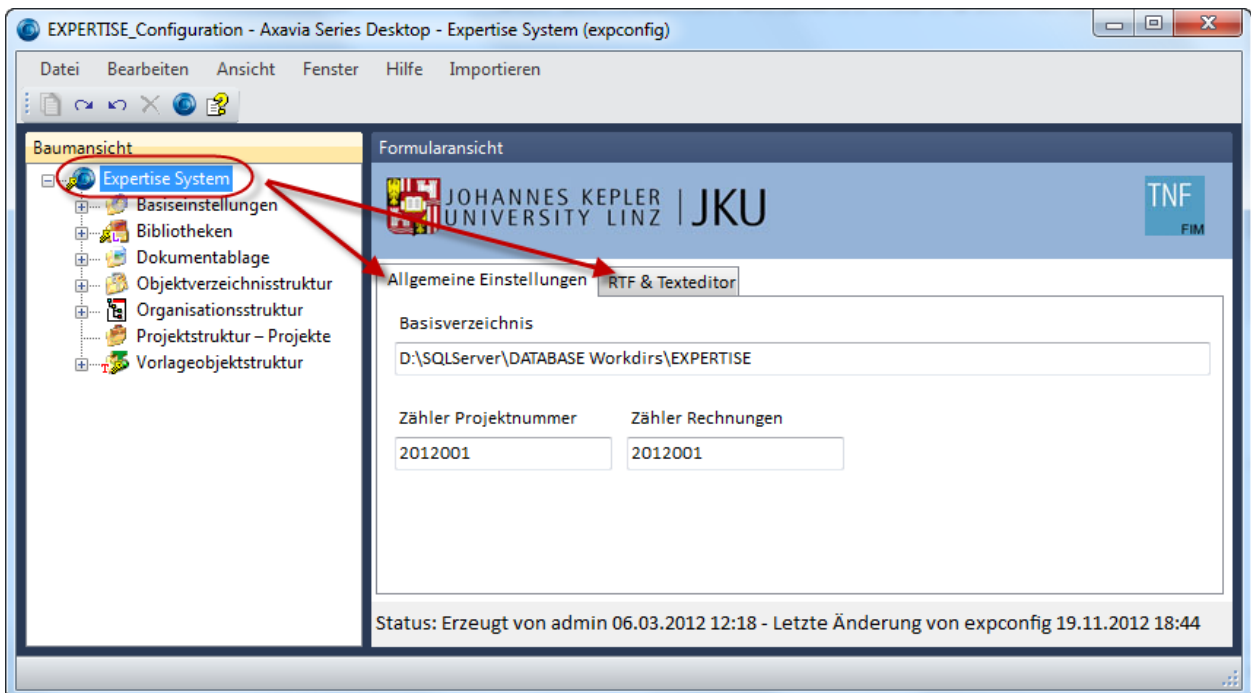 EXPERTISE_Configuration - Axavia Series Desktop - Expertise System (expconfig)
Datei Bearbeiten Ansicht Fenster Hilfe Importieren
Baumansicht
Expertise System
Basiseinstellungen
Bibliotheken
Dokumentablage
Objektverzeichnisstruktur
Organisationsstruktur
Projektstruktur – Projekte
Vorlageobjektstruktur
Formularansicht
JOHANNES KEPLER
UNIVERSITY LINZ | JKU
TNF
FIM
Allgemeine Einstellungen RTF & Texteditor
Basisverzeichnis
D:\SQLServer\DATABASE Workdirs\EXPERTISE
Zähler Projektnummer Zähler Rechnungen
2012001 2012001
Status: Erzeugt von admin 06.03.2012 12:18 - Letzte Änderung von expconfig 19.11.2012 18:44